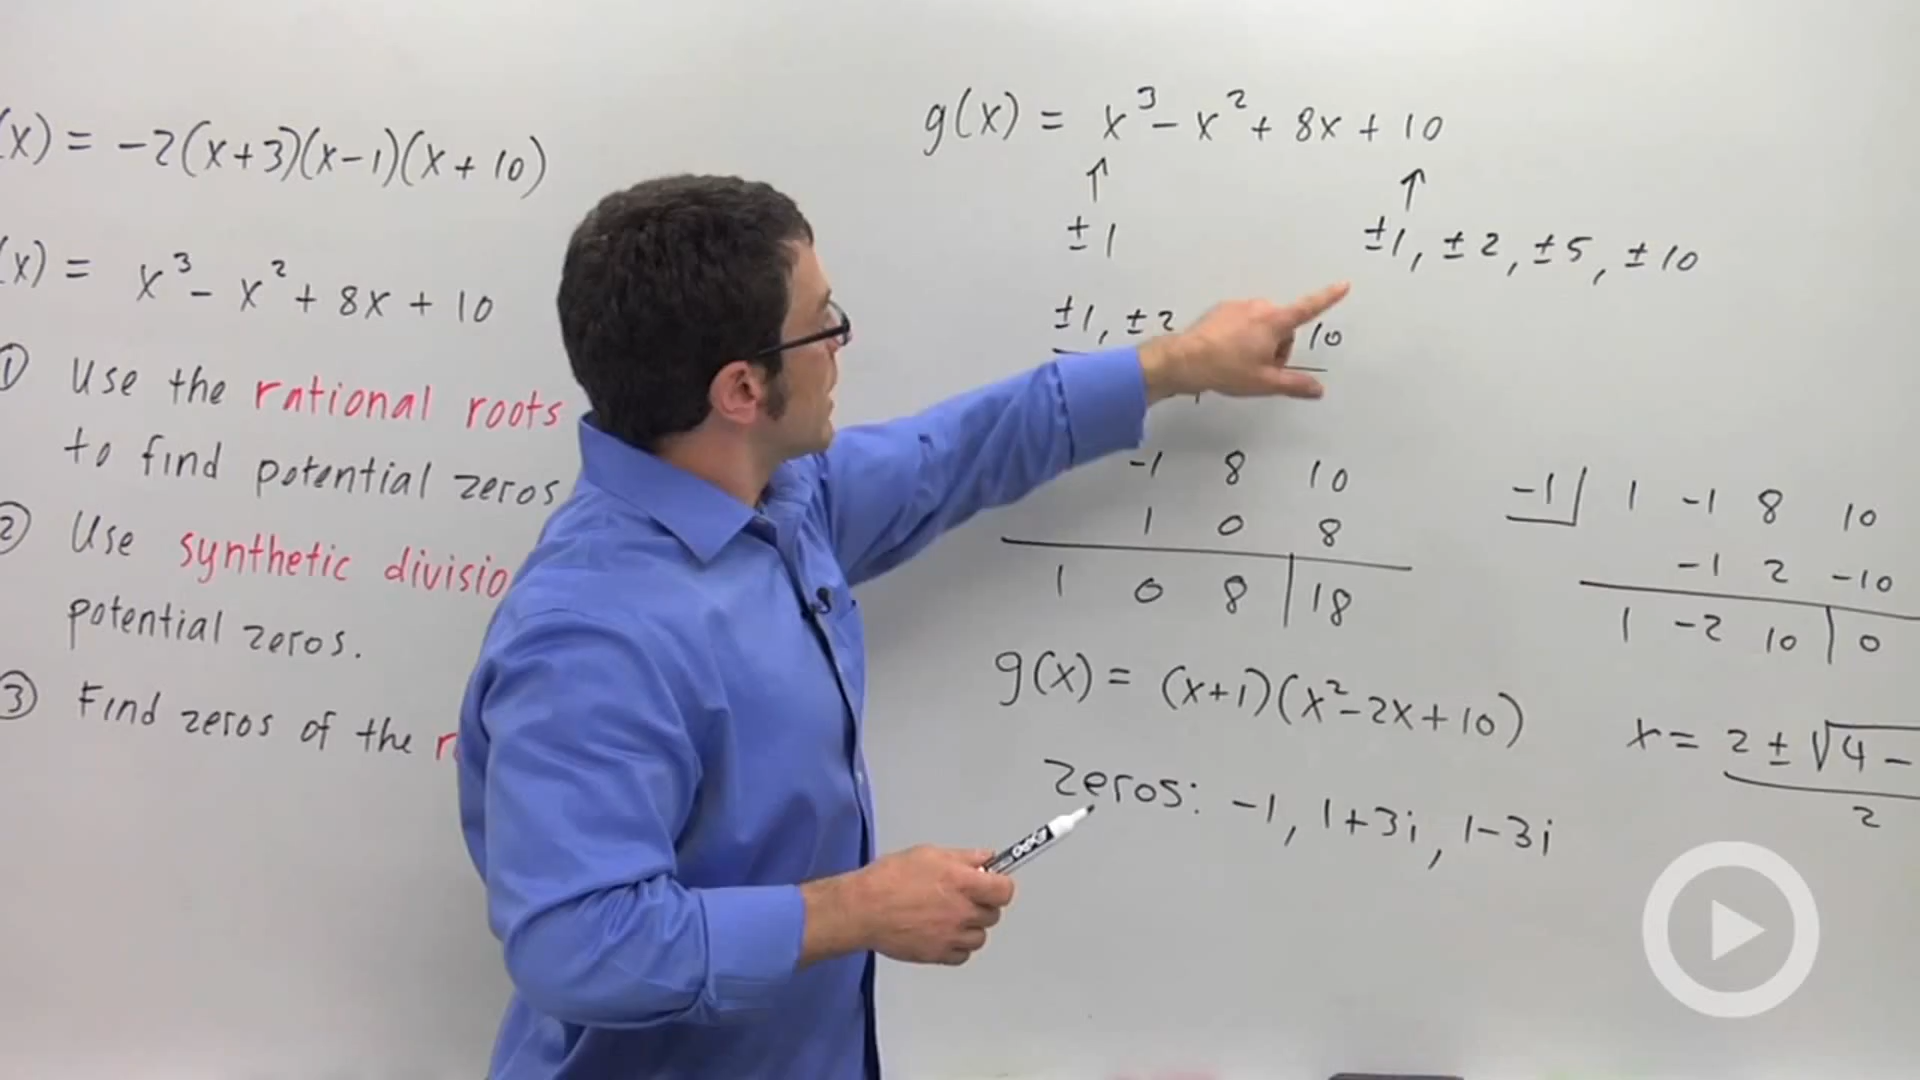 (x) = -2(x+3)(x-1)(x+10)
(x) = x³ - x² + 8x + 10
① Use the rational roots
to find potential zeros
② Use synthetic divisio
potential zeros.
③ Find zeros of the r
g(x) = x³ - x² + 8x + 10
↑ ↑
±1 ±1, ±2, ±5, ±10
±1, ±2 10
-1 8 10
1 0 8
1 0 8 | 18
-1 | 1 -1 8 10
-1 2 -10
1 -2 10 | 0
g(x) = (x+1)(x²-2x+10)
x = 2 ± √4 -
2
zeros: -1, 1+3i, 1-3i
EXPO